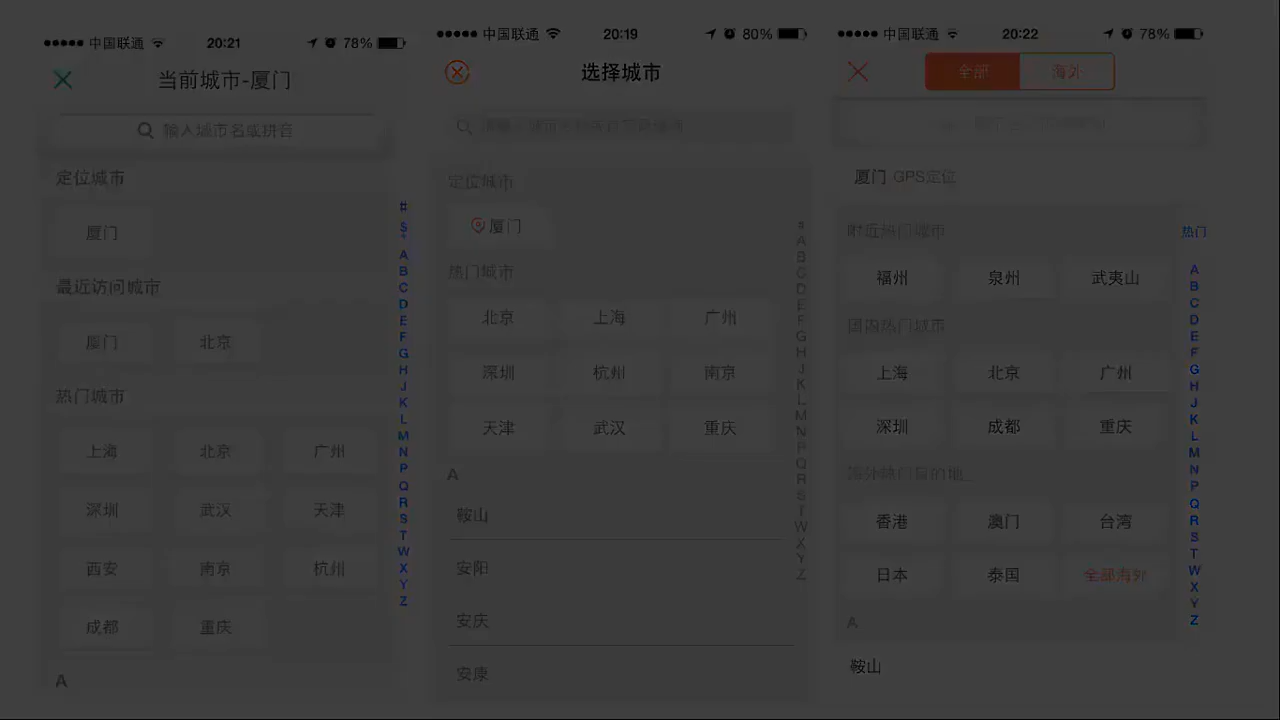 中国联通 20:21 78%
当前城市-厦门
输入城市名或拼音
定位城市
厦门
最近访问城市
厦门 北京
热门城市
上海 北京 广州
深圳 武汉 天津
西安 南京 杭州
成都 重庆
A
#
$
*
A
B
C
D
E
F
G
H
J
K
L
M
N
P
Q
R
S
T
W
X
Y
Z
中国联通 20:19 80%
选择城市
定位城市
厦门
热门城市
北京 上海 广州
深圳 杭州 南京
天津 武汉 重庆
A
鞍山
安阳
安庆
安康
#
A
B
C
D
E
F
G
H
J
K
L
M
N
P
Q
R
S
T
W
X
Y
Z
中国联通 20:22 78%
全部 海外
厦门 GPS定位
附近热门城市
福州 泉州 武夷山
国内热门城市
上海 北京 广州
深圳 成都 重庆
海外热门目的地
香港 澳门 台湾
日本 泰国 全部海外
A
鞍山
热门
A
B
C
D
E
F
G
H
J
K
L
M
N
P
Q
R
S
T
W
X
Y
Z